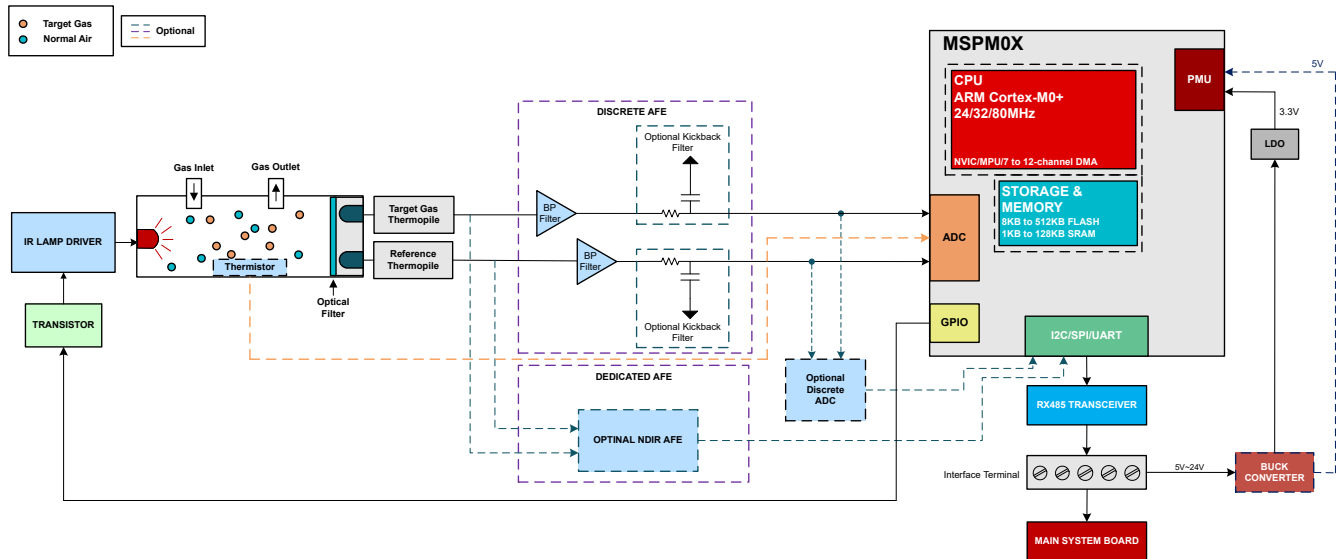 Target Gas
Normal Air
Optional
Gas Inlet
Gas Outlet
IR LAMP DRIVER
TRANSISTOR
Thermistor
Optical
Filter
Target Gas
Thermopile
Reference
Thermopile
DISCRETE AFE
Optional Kickback
Filter
BP
Filter
BP
Filter
Optional Kickback
Filter
DEDICATED AFE
OPTINAL NDIR AFE
Optional
Discrete
ADC
MSPM0X
CPU
ARM Cortex-M0+
24/32/80MHz
NVIC/MPU/7 to 12-channel DMA
STORAGE &
MEMORY
8KB to 512KB FLASH
1KB to 128KB SRAM
ADC
GPIO
I2C/SPI/UART
PMU
5V
3.3V
LDO
RX485 TRANSCEIVER
Interface Terminal
5V~24V
BUCK
CONVERTER
MAIN SYSTEM BOARD